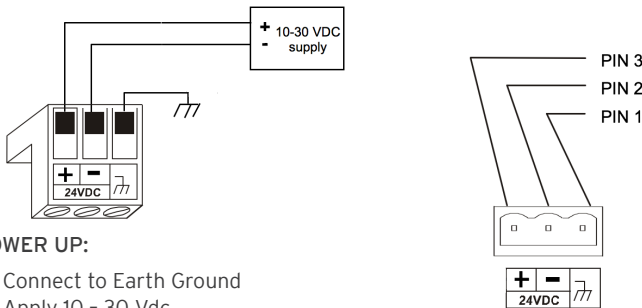 + 10-30 VDC
- supply
+ -
24VDC
PIN 3
PIN 2
PIN 1
+ -
24VDC
OWER UP:
Connect to Earth Ground
Apply 10 – 30 Vdc